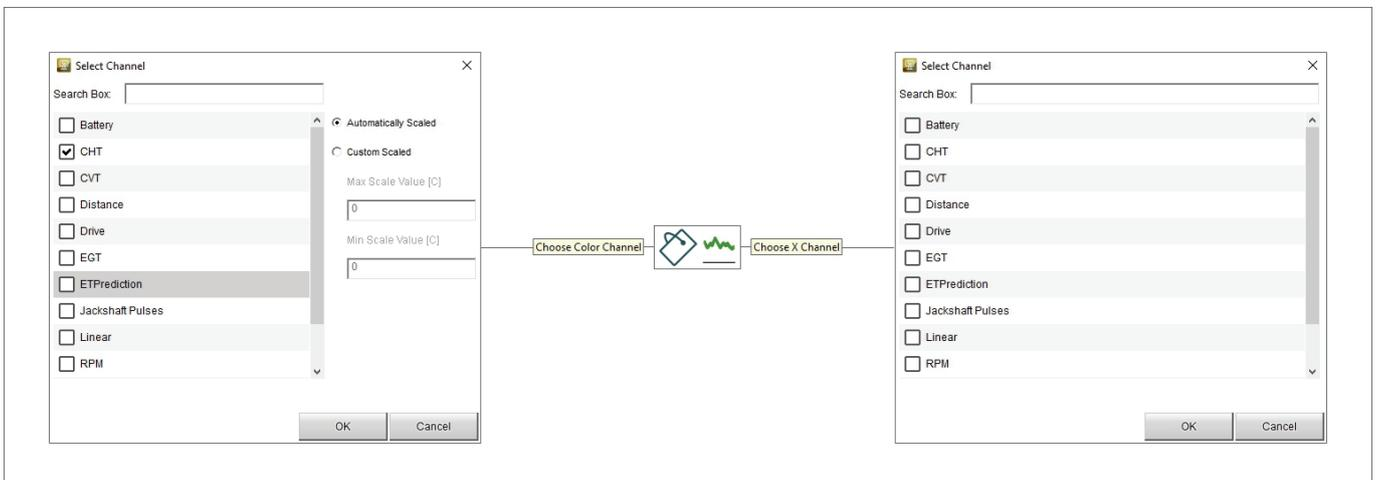 Select Channel
Search Box:
Battery
CHT
CVT
Distance
Drive
EGT
ETPrediction
Jackshaft Pulses
Linear
RPM
Automatically Scaled
Custom Scaled
Max Scale Value [C]
0
Min Scale Value [C]
0
OK Cancel
Choose Color Channel
Choose X Channel
Select Channel
Search Box:
Battery
CHT
CVT
Distance
Drive
EGT
ETPrediction
Jackshaft Pulses
Linear
RPM
OK Cancel